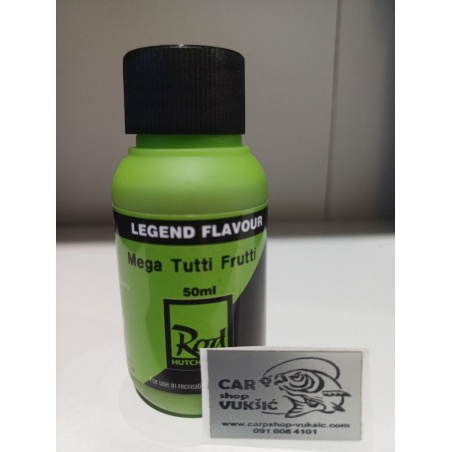 LEGEND FLAVOUR
Mega Tutti Frutti
50ml
Rod
HUTCH
For use in recreati
CAR
shop
VUKŠIĆ
www.carpshop-vuksic.com
091 608 4101